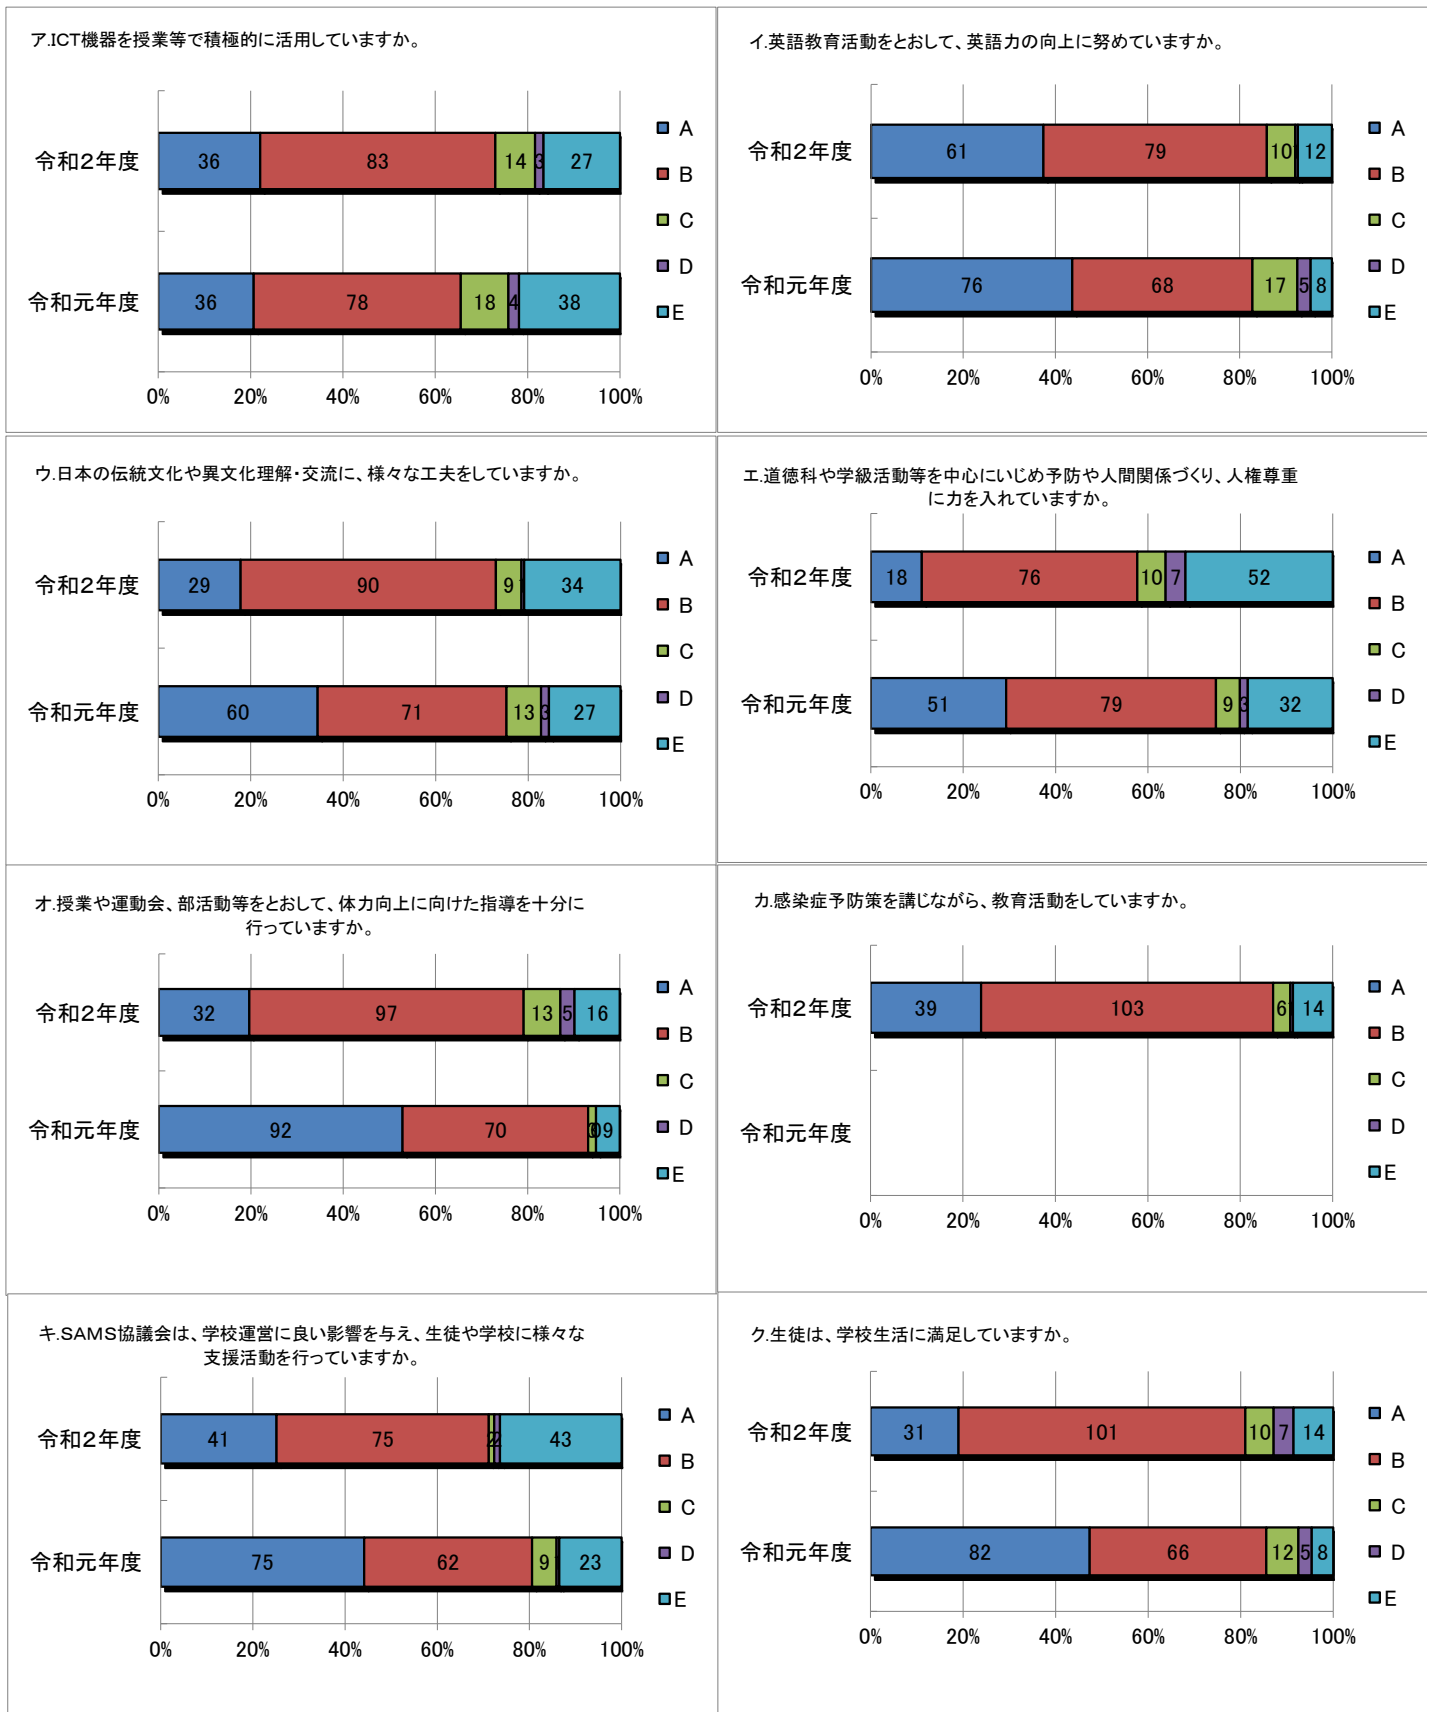 ア.ICT機器を授業等で積極的に活用していますか。
令和2年度
36 83 14 3 27
令和元年度
36 78 18 4 38
0% 20% 40% 60% 80% 100%
A
B
C
D
E
イ.英語教育活動をとおして、英語力の向上に努めていますか。
令和2年度
61 79 10 12
令和元年度
76 68 17 5 8
0% 20% 40% 60% 80% 100%
A
B
C
D
E
ウ.日本の伝統文化や異文化理解・交流に、様々な工夫をしていますか。
令和2年度
29 90 9 1 34
令和元年度
60 71 13 3 27
0% 20% 40% 60% 80% 100%
A
B
C
D
E
エ.道徳科や学級活動等を中心にいじめ予防や人間関係づくり、人権尊重
に力を入れていますか。
令和2年度
18 76 10 7 52
令和元年度
51 79 9 3 32
0% 20% 40% 60% 80% 100%
A
B
C
D
E
オ.授業や運動会、部活動等をとおして、体力向上に向けた指導を十分に
行っていますか。
令和2年度
32 97 13 5 16
令和元年度
92 70 3 0 9
0% 20% 40% 60% 80% 100%
A
B
C
D
E
カ.感染症予防策を講じながら、教育活動をしていますか。
令和2年度
39 103 6 1 14
令和元年度
0% 20% 40% 60% 80% 100%
A
B
C
D
E
キ.SAMS協議会は、学校運営に良い影響を与え、生徒や学校に様々な
支援活動を行っていますか。
令和2年度
41 75 2 2 43
令和元年度
75 62 9 23
0% 20% 40% 60% 80% 100%
A
B
C
D
E
ク.生徒は、学校生活に満足していますか。
令和2年度
31 101 10 7 14
令和元年度
82 66 12 5 8
0% 20% 40% 60% 80% 100%
A
B
C
D
E